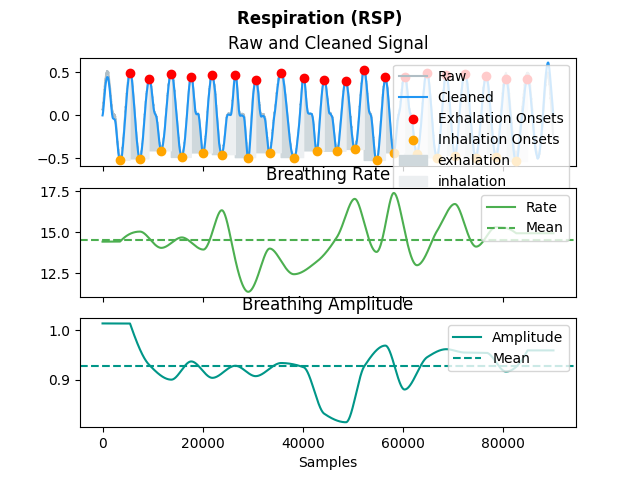 Respiration (RSP)
Raw and Cleaned Signal
0.5
0.0
−0.5
Raw
Cleaned
Exhalation Onsets
Inhalation Onsets
exhalation
inhalation
Breathing Rate
17.5
15.0
12.5
Rate
Mean
Breathing Amplitude
1.0
0.9
Amplitude
Mean
0 20000 40000 60000 80000
Samples